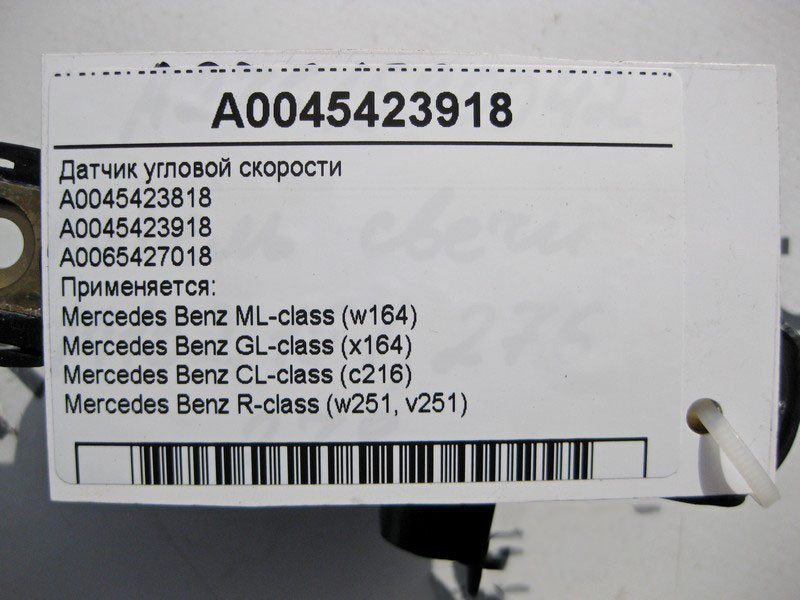 A0045423918
Датчик угловой скорости
A0045423818
A0045423918
A0065427018
Применяется:
Mercedes Benz ML-class (w164)
Mercedes Benz GL-class (x164)
Mercedes Benz CL-class (c216)
Mercedes Benz R-class (w251, v251)